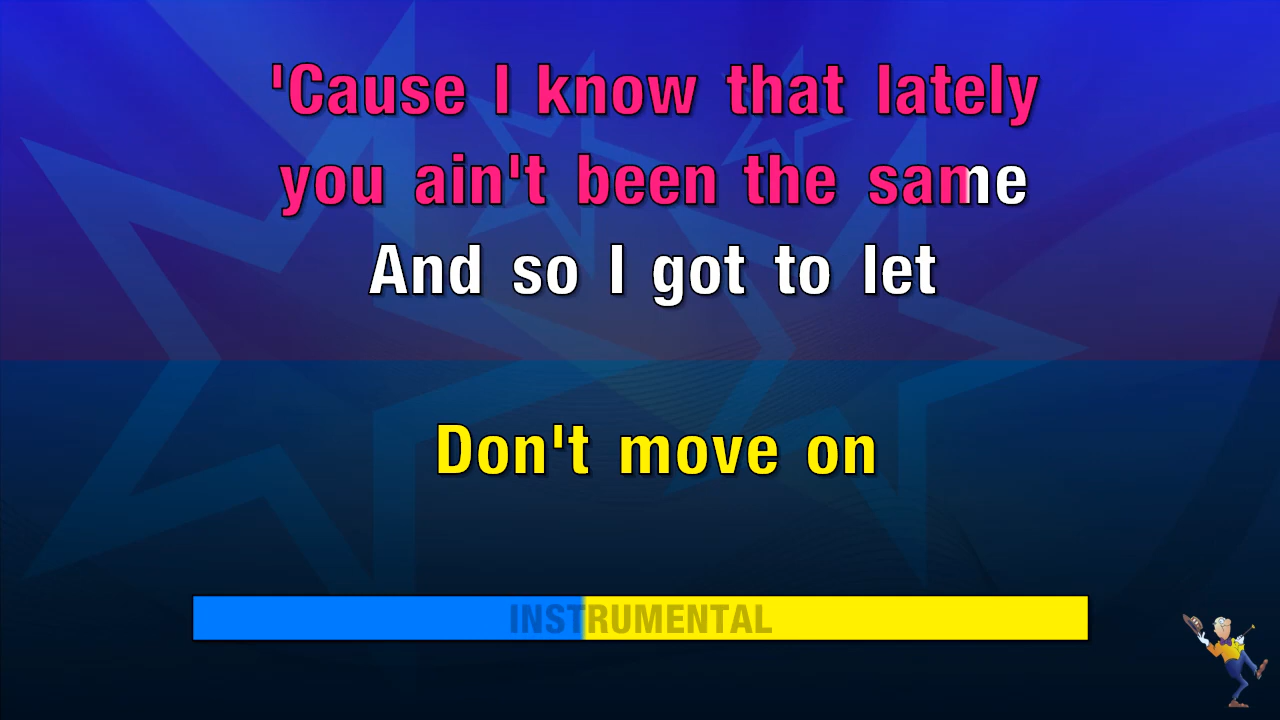 'Cause I know that lately
you ain't been the same
And so I got to let
Don't move on
INSTRUMENTAL